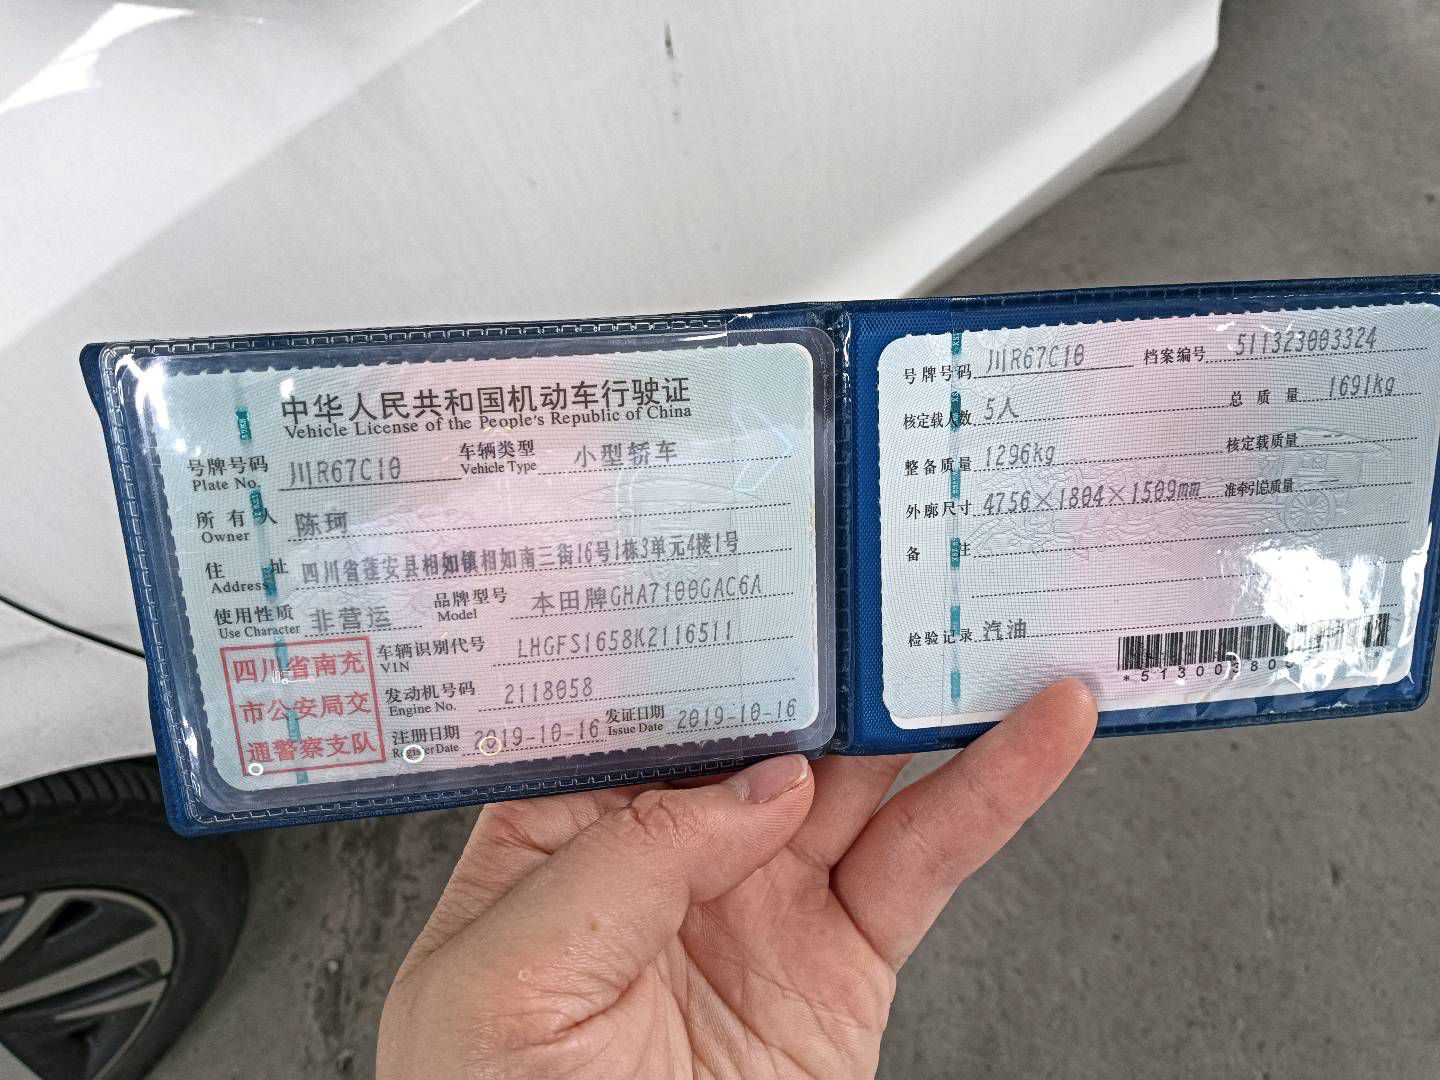 中华人民共和国机动车行驶证
Vehicle License of the People's Republic of China
号牌号码 川R67C10 车辆类型 小型轿车
Plate No. Vehicle Type
所有人 陈珂
Owner
住址 四川省蓬安县相如镇相如南三街16号1栋3单元4楼1号
Address
使用性质 非营运 品牌型号 本田牌GHA7100GAC6A
Use Character Model
四川省南充
市公安局交
通警察支队
车辆识别代号 LHGFS1658K2116511
VIN
发动机号码 2118058
Engine No.
注册日期 2019-10-16 发证日期 2019-10-16
Register Date Issue Date
号牌号码 川R67C10 档案编号 511323003324
核定载人数 5人 总质量 1691kg
整备质量 1296kg 核定载质量
外廓尺寸 4756×1804×1509mm 准牵引总质量
备注
检验记录 汽油